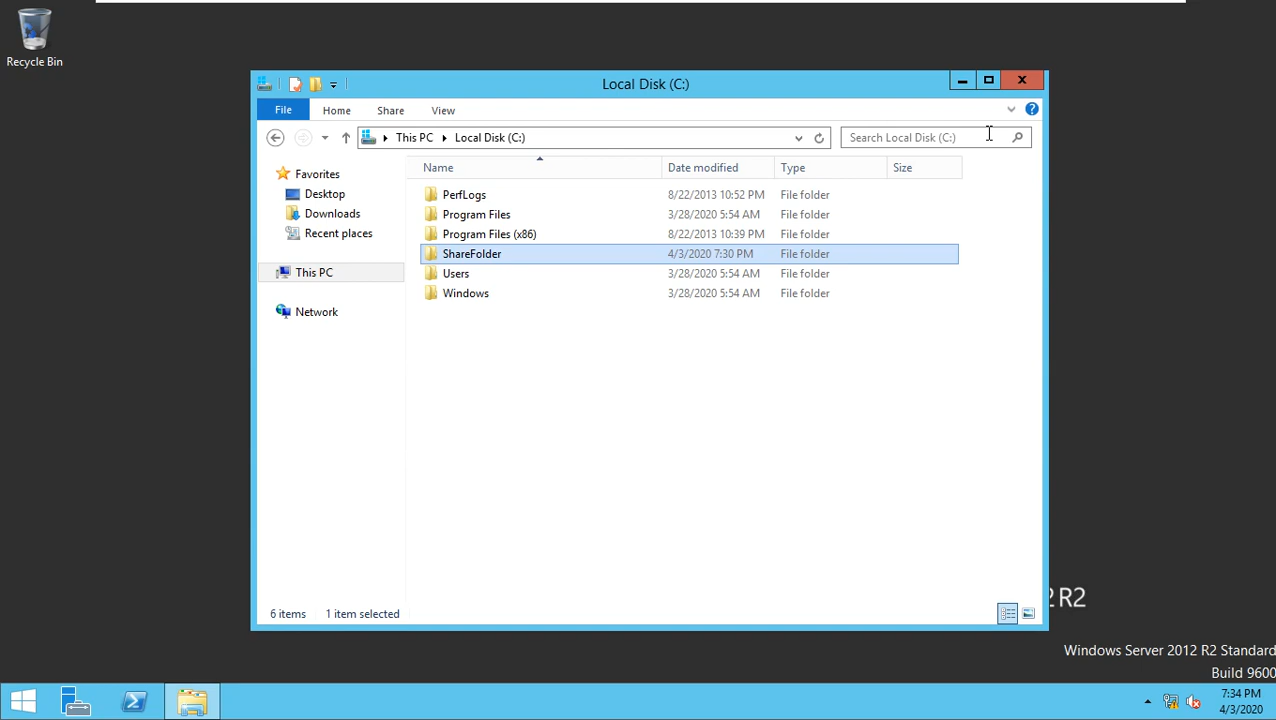 Recycle Bin
Local Disk (C:)
File Home Share View
This PC Local Disk (C:)
Search Local Disk (C:)
Name Date modified Type Size
Favorites
Desktop
Downloads
Recent places
This PC
Network
PerfLogs 8/22/2013 10:52 PM File folder
Program Files 3/28/2020 5:54 AM File folder
Program Files (x86) 8/22/2013 10:39 PM File folder
ShareFolder 4/3/2020 7:30 PM File folder
Users 3/28/2020 5:54 AM File folder
Windows 3/28/2020 5:54 AM File folder
6 items 1 item selected
2 R2
Windows Server 2012 R2 Standard
Build 9600
7:34 PM
4/3/2020